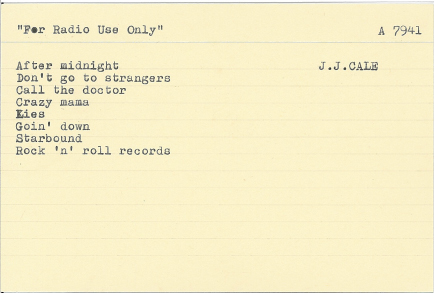 "For Radio Use Only" A 7941
After midnight J.J.CALE
Don't go to strangers
Call the doctor
Crazy mama
Lies
Goin' down
Starbound
Rock 'n' roll records